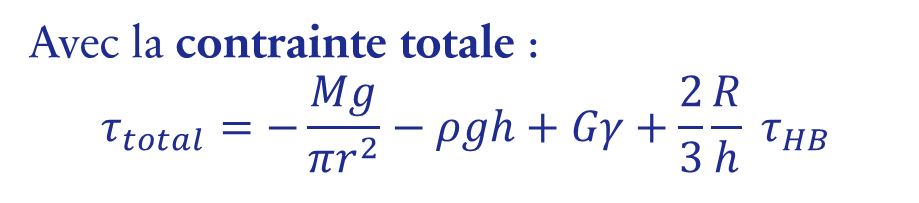 Avec la contrainte totale :
τ_total = − Mg/πr² − ρgh + Gγ + 2/3 R/h τ_HB